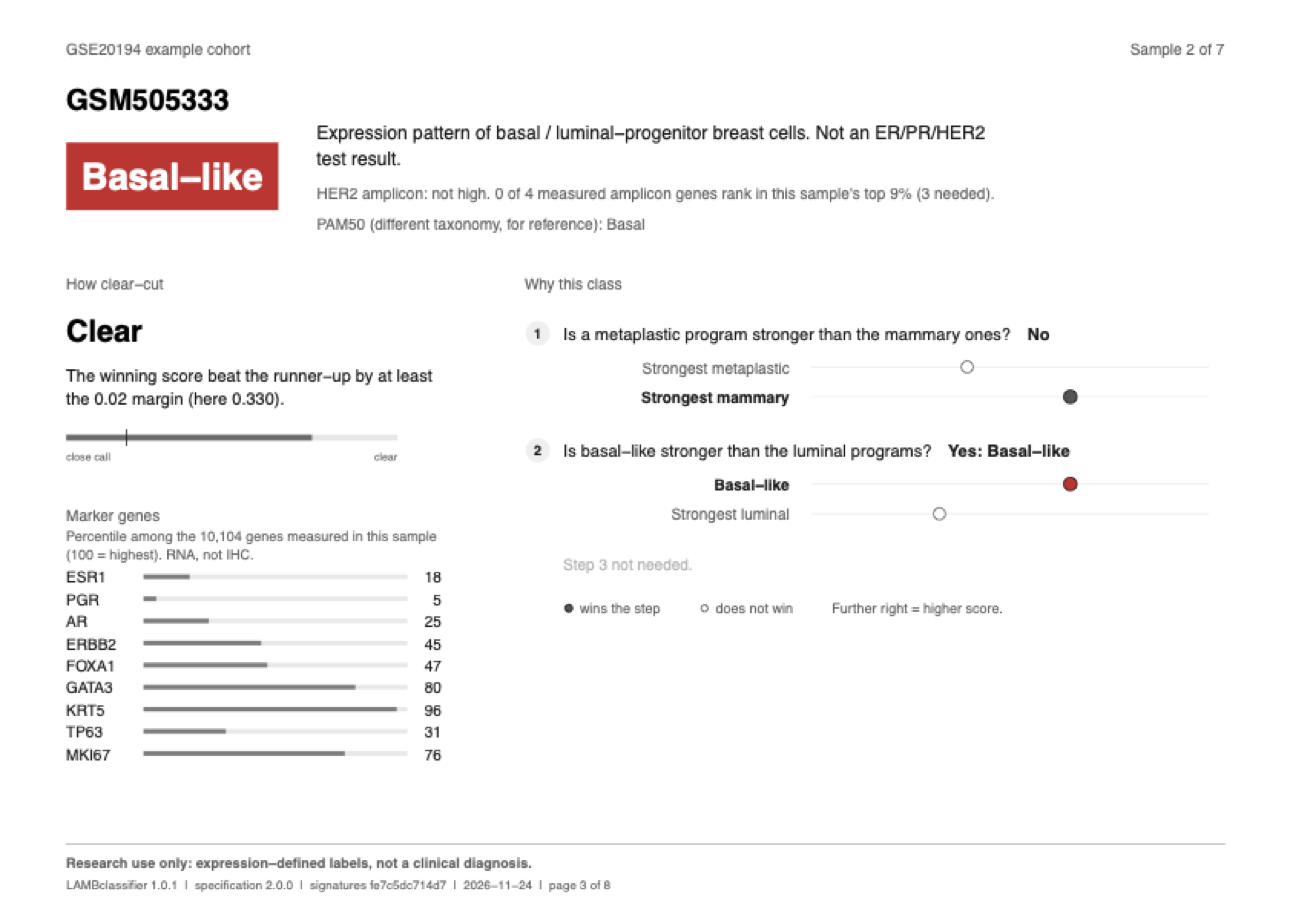 GSE20194 example cohort
Sample 2 of 7
GSM505333
Basal–like
Expression pattern of basal / luminal–progenitor breast cells. Not an ER/PR/HER2
test result.
HER2 amplicon: not high. 0 of 4 measured amplicon genes rank in this sample's top 9% (3 needed).
PAM50 (different taxonomy, for reference): Basal
How clear–cut
Clear
The winning score beat the runner–up by at least
the 0.02 margin (here 0.330).
close call
clear
Marker genes
Percentile among the 10,104 genes measured in this sample
(100 = highest). RNA, not IHC.
ESR1 18
PGR 5
AR 25
ERBB2 45
FOXA1 47
GATA3 80
KRT5 96
TP63 31
MKI67 76
Why this class
1 Is a metaplastic program stronger than the mammary ones? No
Strongest metaplastic
Strongest mammary
2 Is basal–like stronger than the luminal programs? Yes: Basal–like
Basal–like
Strongest luminal
Step 3 not needed.
wins the step
does not win
Further right = higher score.
Research use only: expression–defined labels, not a clinical diagnosis.
LAMBclassifier 1.0.1 | specification 2.0.0 | signatures fe7c5dc714d7 | 2026–11–24 | page 3 of 8